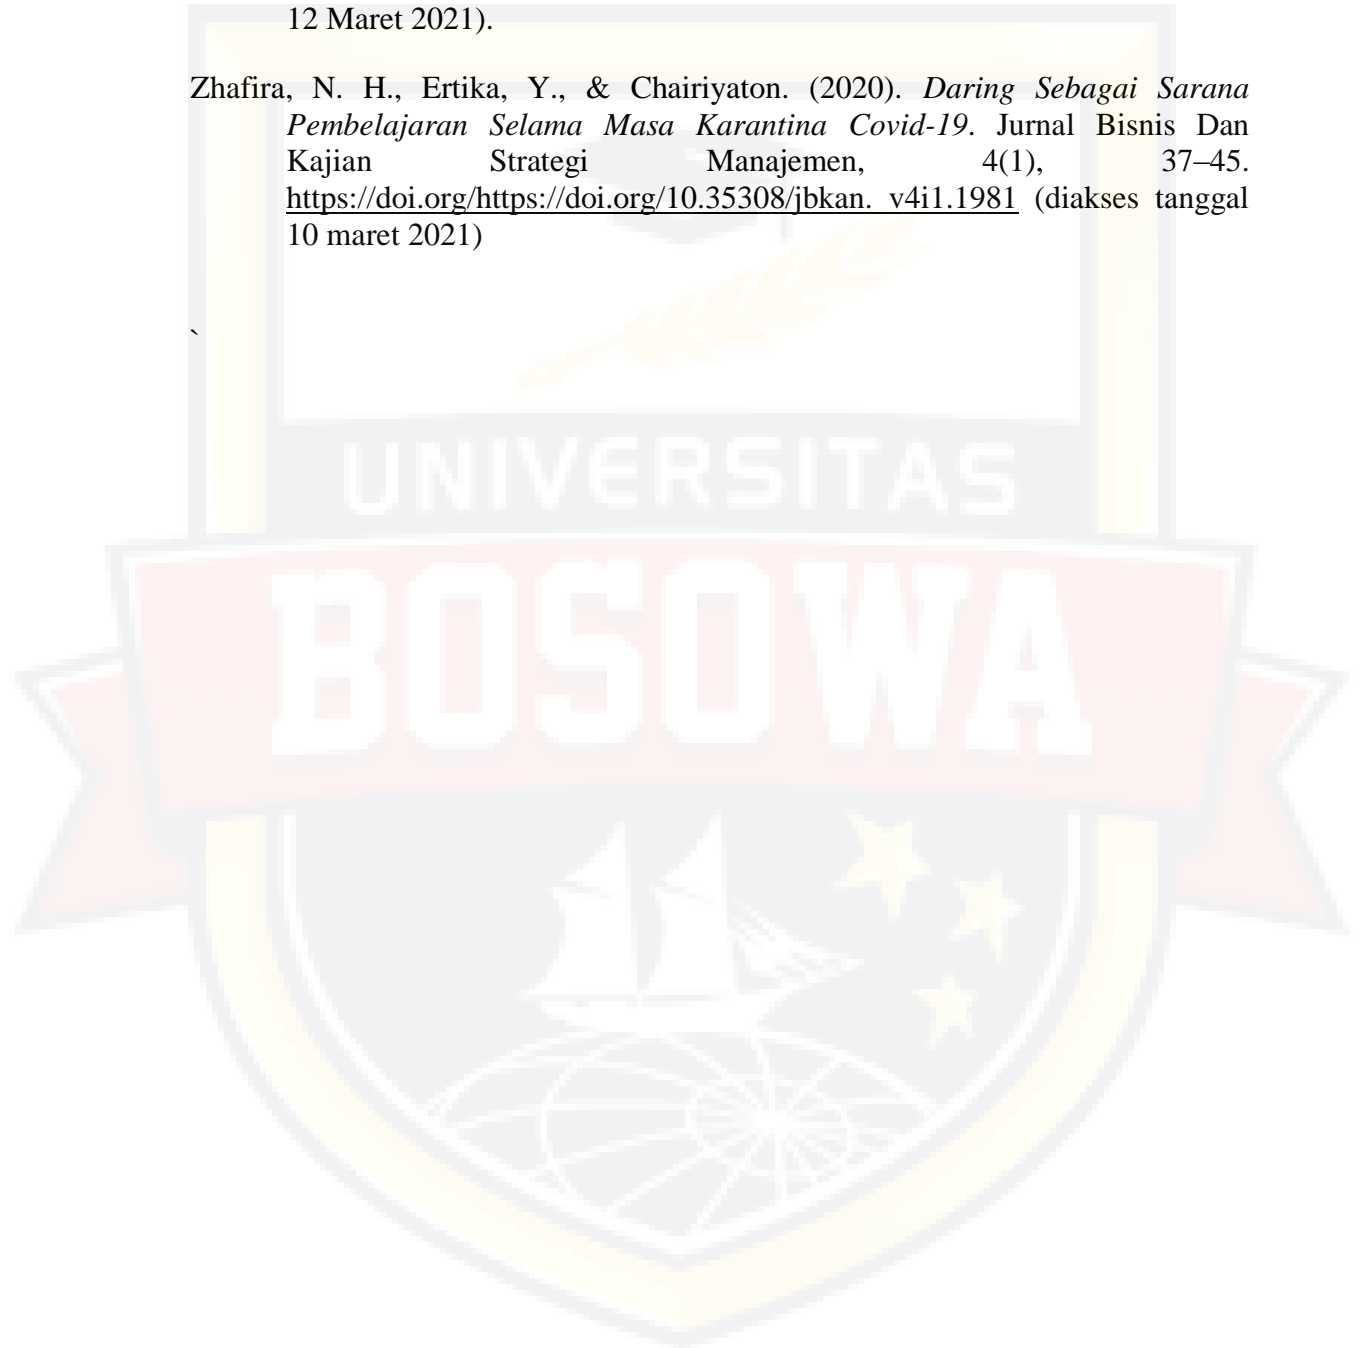 12 Maret 2021).
Zhafira, N. H., Ertika, Y., & Chairiyaton. (2020). Daring Sebagai Sarana
Pembelajaran Selama Masa Karantina Covid-19. Jurnal Bisnis Dan
Kajian Strategi Manajemen, 4(1), 37–45.
https://doi.org/https://doi.org/10.35308/jbkan. v4i1.1981 (diakses tanggal
10 maret 2021)
`
UNIVERSITAS
BOSOWA